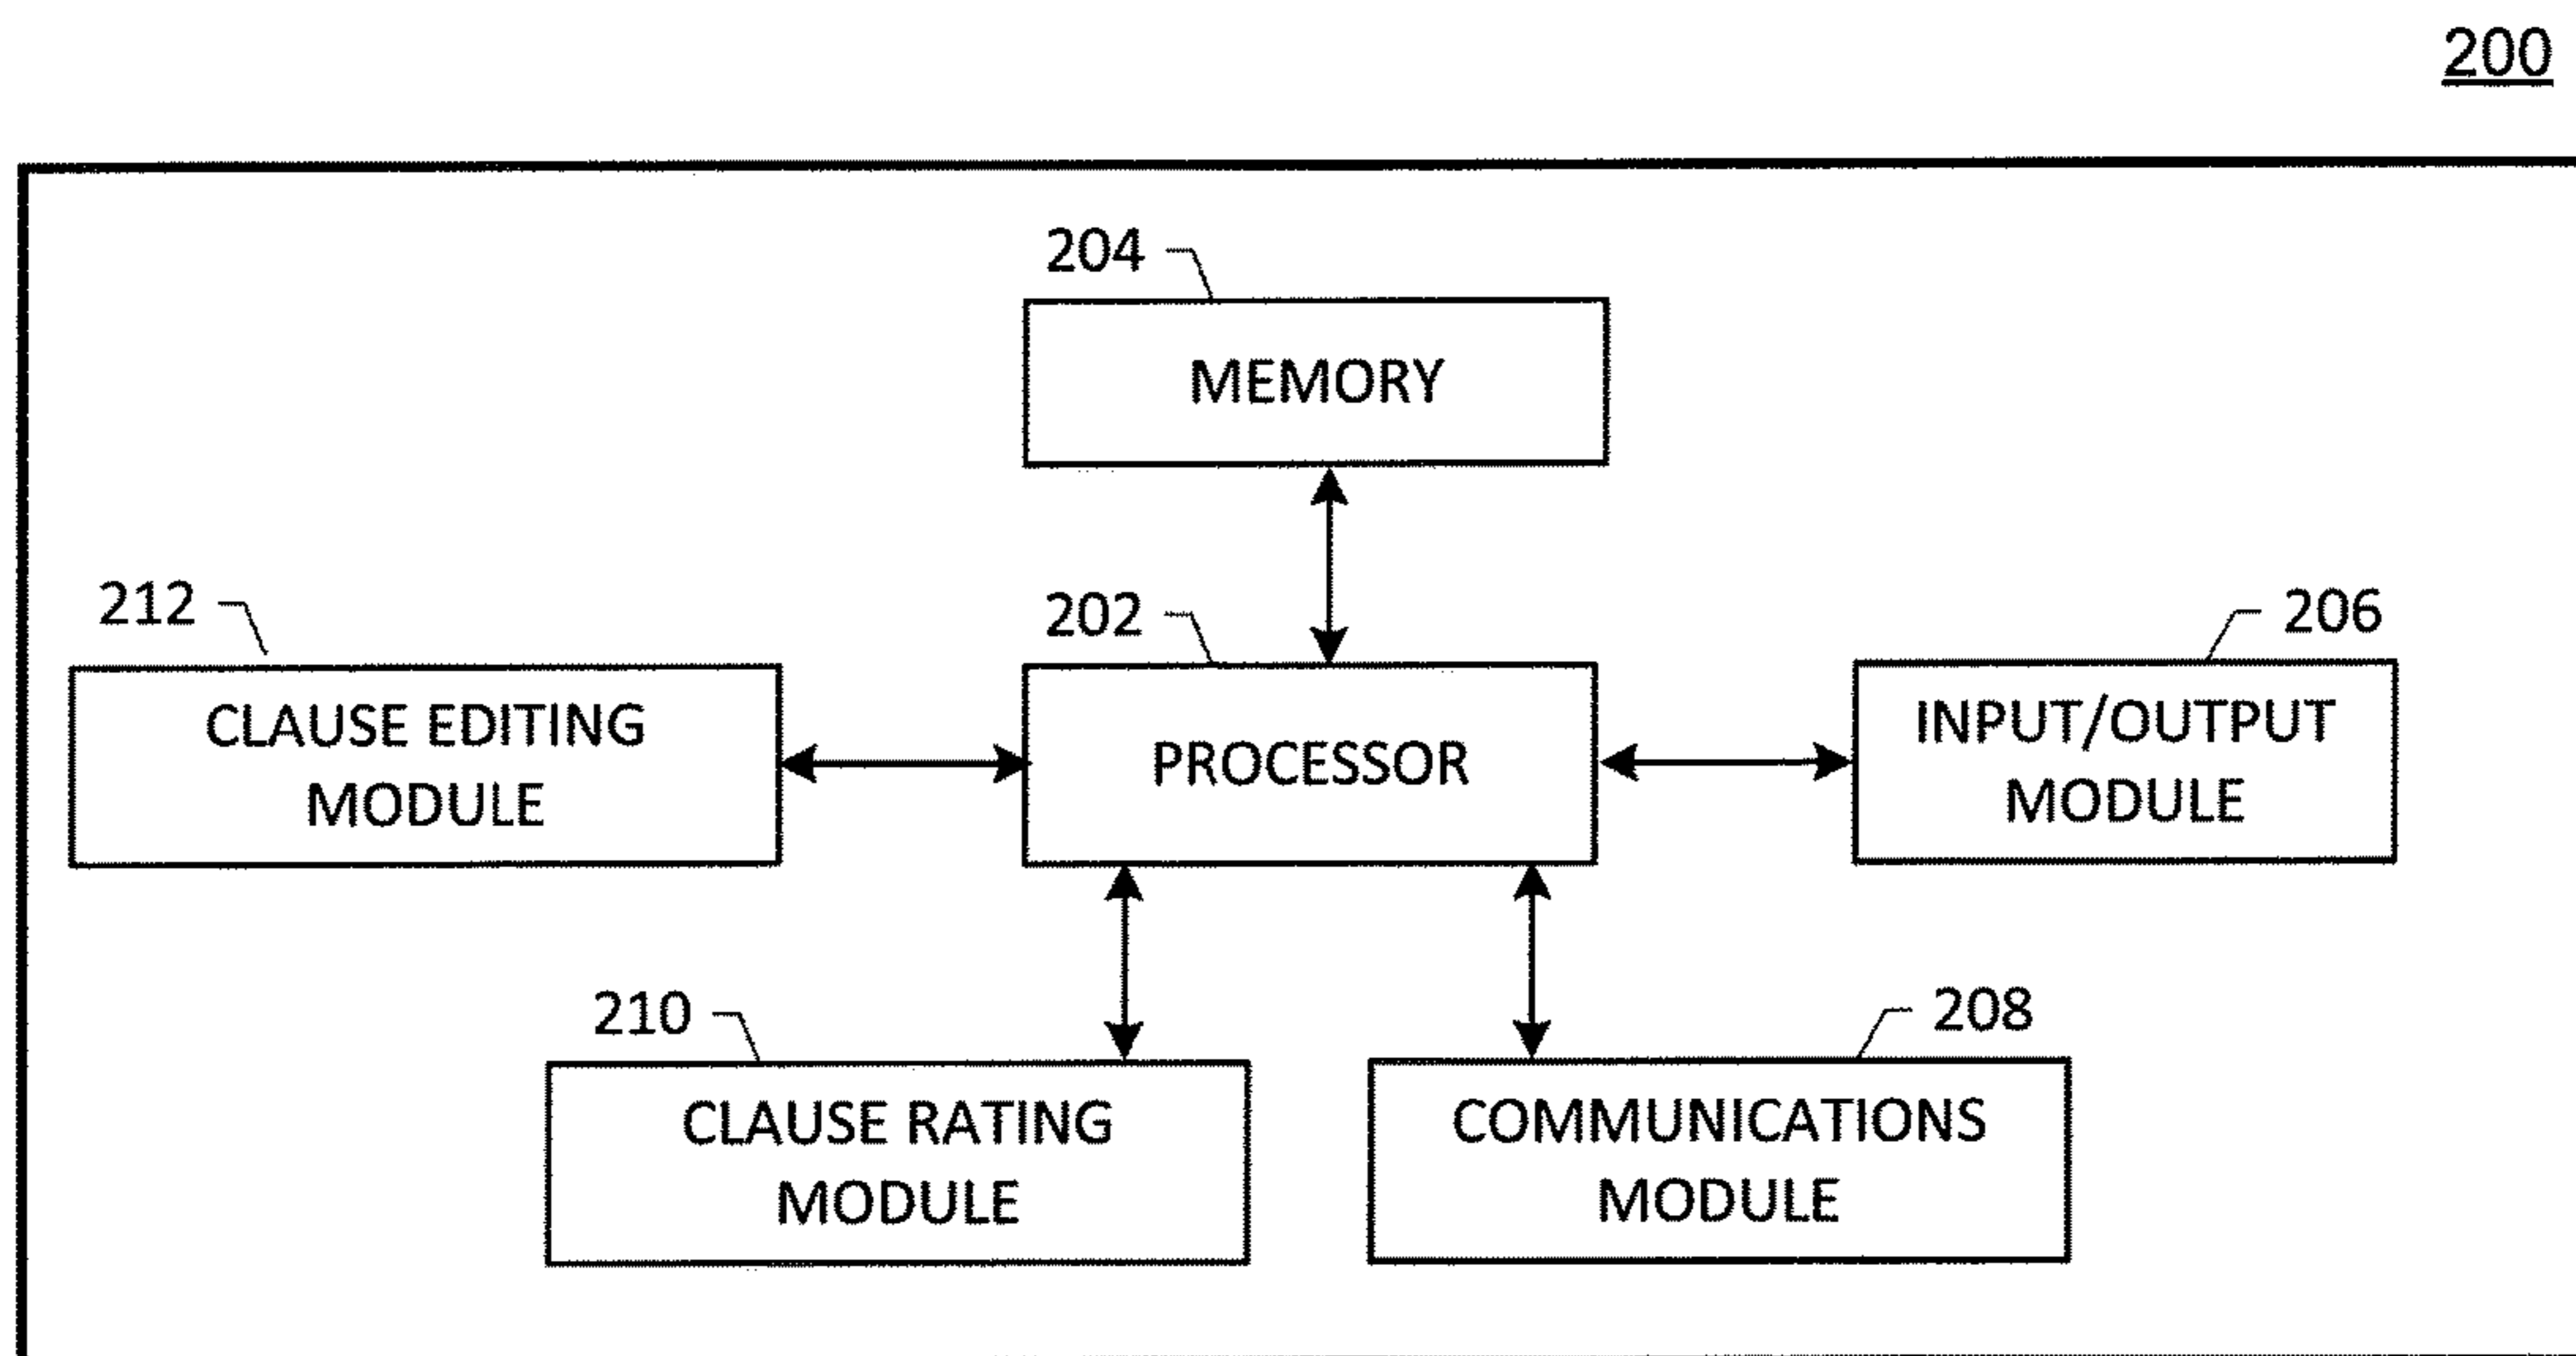 200
204
MEMORY
212
202
206
CLAUSE EDITING
MODULE
PROCESSOR
INPUT/OUTPUT
MODULE
210
208
CLAUSE RATING
MODULE
COMMUNICATIONS
MODULE